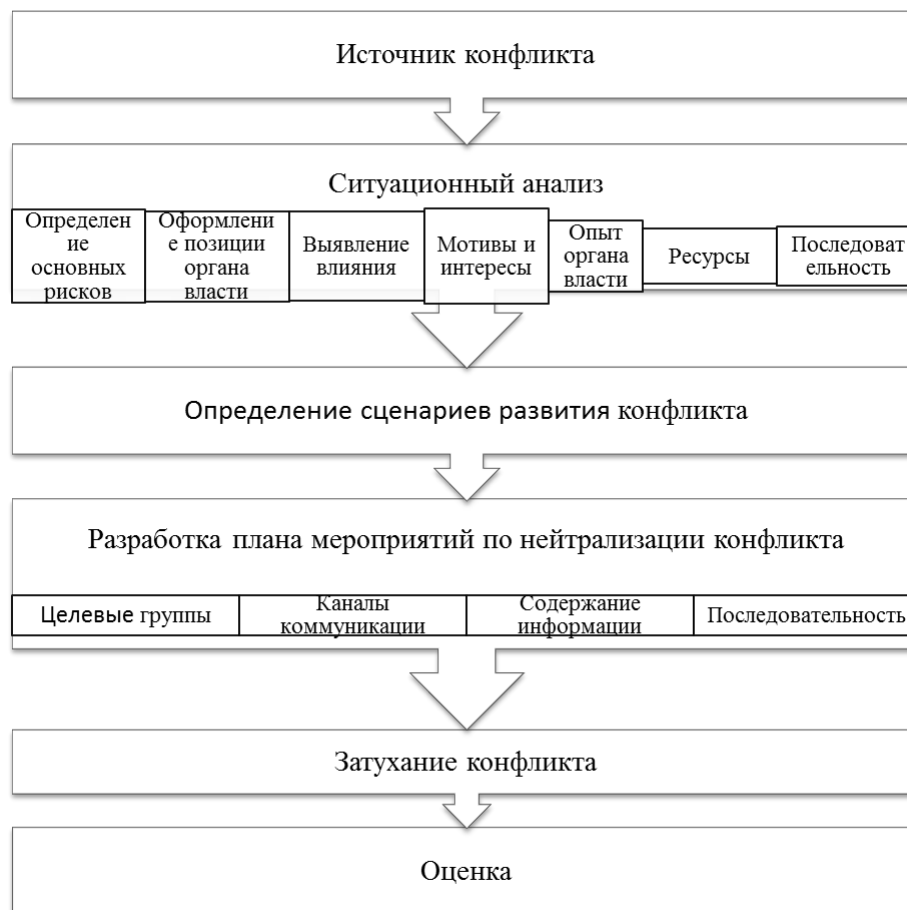 Источник конфликта
Ситуационный анализ
Определен
ие
основных
рисков
Оформлени
е позиции
органа
власти
Выявление
влияния
Мотивы и
интересы
Опыт
органа
власти
Ресурсы
Последоват
ельность
Определение сценариев развития конфликта
Разработка плана мероприятий по нейтрализации конфликта
Целевые группы
Каналы
коммуникации
Содержание
информации
Последовательность
Затухание конфликта
Оценка